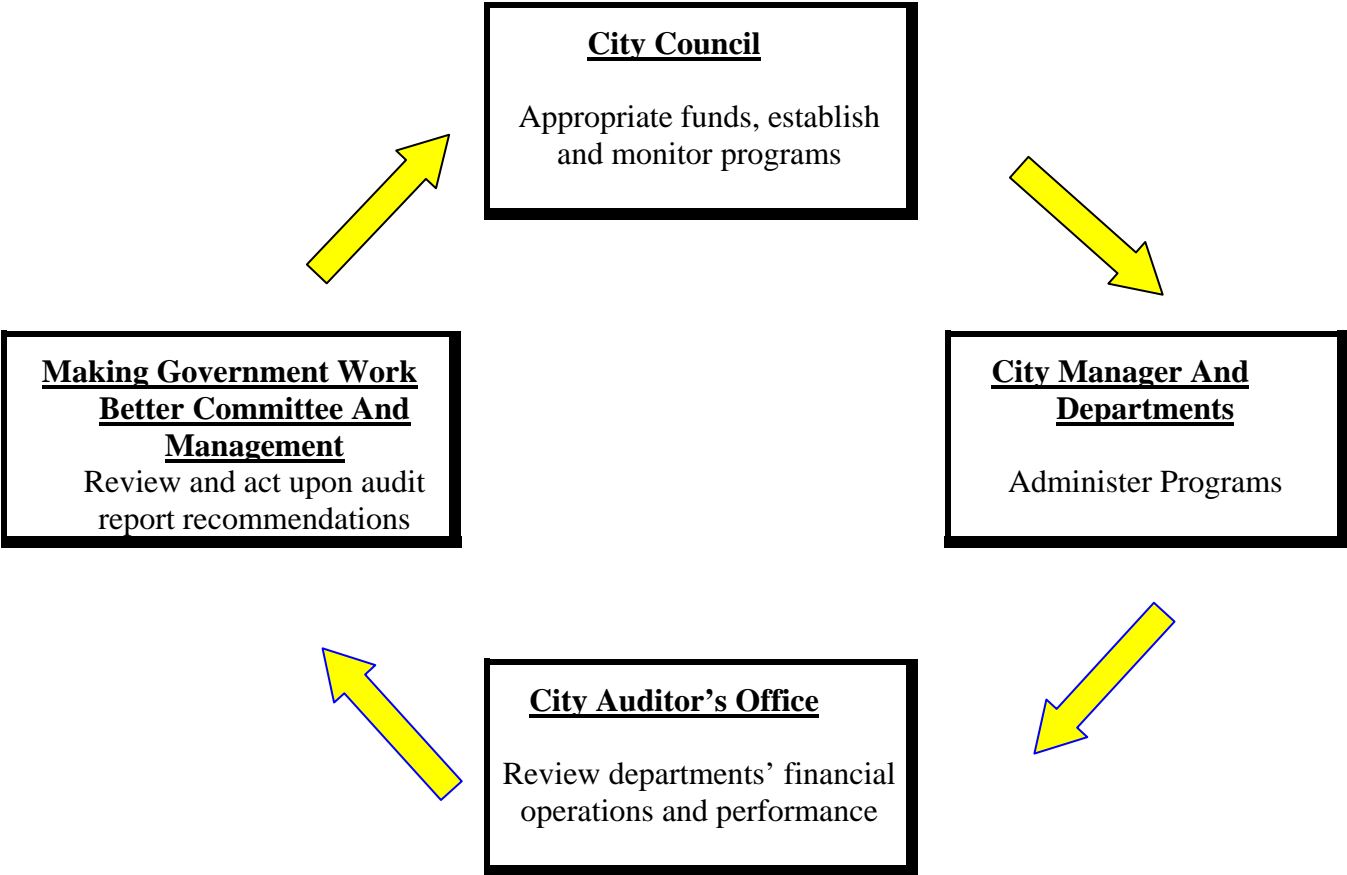 City Council
Appropriate funds, establish
and monitor programs
Making Government Work
Better Committee And
Management
Review and act upon audit
report recommendations
City Manager And
Departments
Administer Programs
City Auditor’s Office
Review departments’ financial
operations and performance